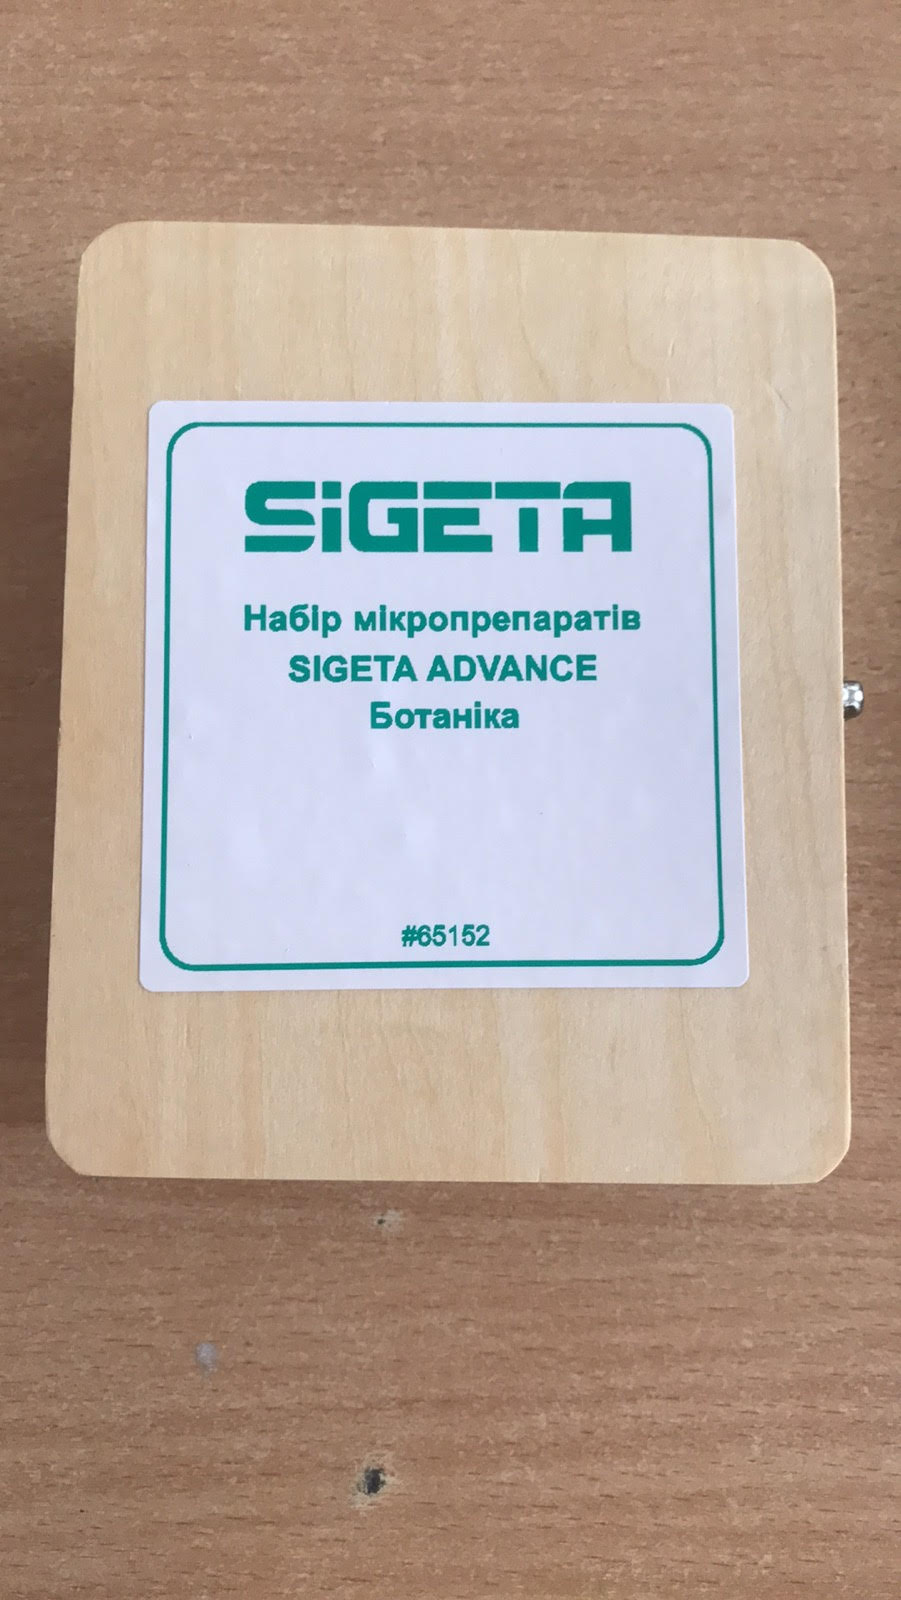 SiGETA
Набір мікропрепаратів
SIGETA ADVANCE
Ботаніка
#65152